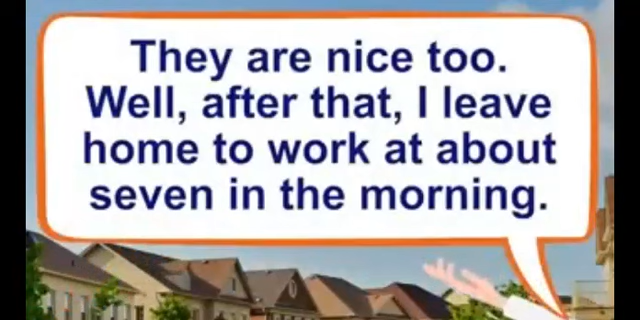 They are nice too.
Well, after that, I leave
home to work at about
seven in the morning.